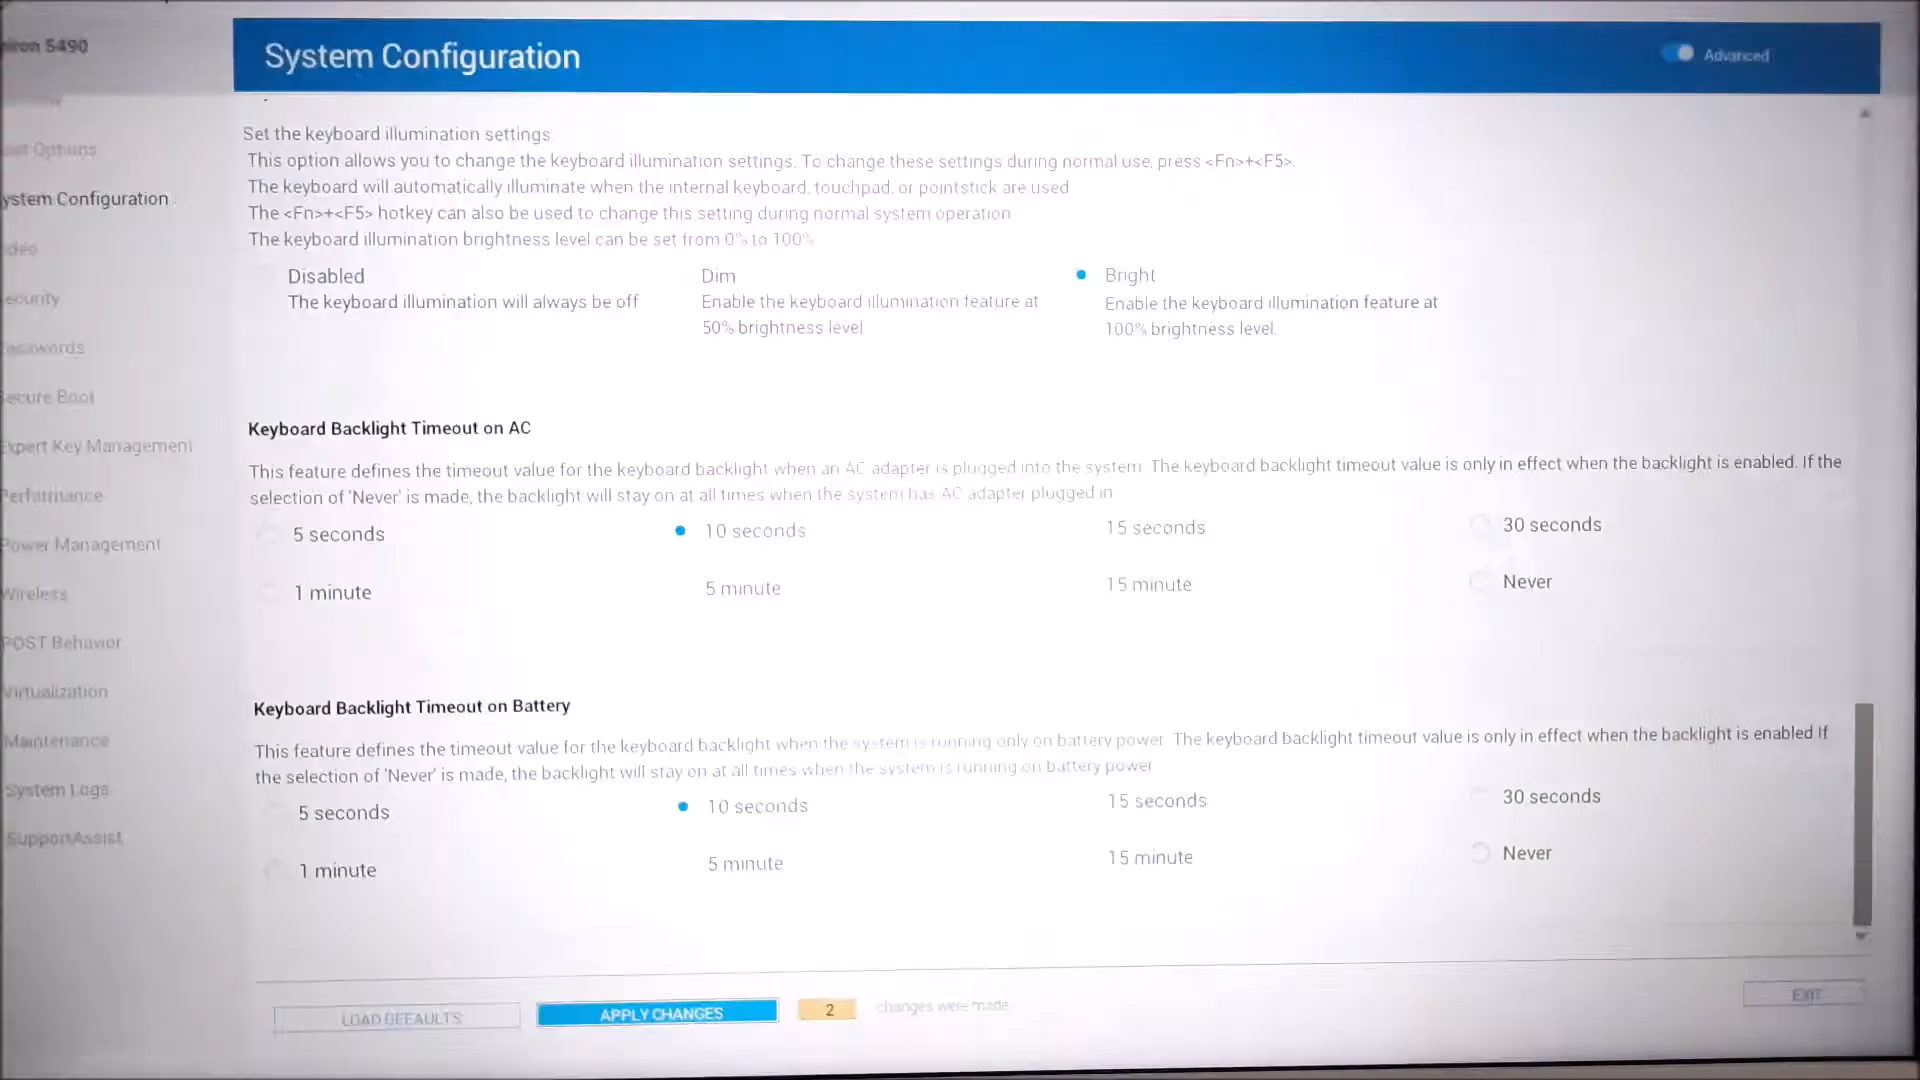 5490
System Configuration
Advanced
Set the keyboard illumination settings
This option allows you to change the keyboard illumination settings. To change these settings during normal use, press <Fn>+<F5>.
The keyboard will automatically illuminate when the internal keyboard, touchpad, or pointstick are used
The <Fn>+<F5> hotkey can also be used to change this setting during normal system operation
The keyboard illumination brightness level can be set from 0% to 100%
Disabled
The keyboard illumination will always be off
Dim
Enable the keyboard illumination feature at
50% brightness level
Bright
Enable the keyboard illumination feature at
100% brightness level.
Keyboard Backlight Timeout on AC
This feature defines the timeout value for the keyboard backlight when an AC adapter is plugged into the system. The keyboard backlight timeout value is only in effect when the backlight is enabled. If the
selection of 'Never' is made, the backlight will stay on at all times when the system has AC adapter plugged in
5 seconds
10 seconds
15 seconds
30 seconds
1 minute
5 minute
15 minute
Never
Keyboard Backlight Timeout on Battery
This feature defines the timeout value for the keyboard backlight when the system is running only on battery power. The keyboard backlight timeout value is only in effect when the backlight is enabled If
the selection of 'Never' is made, the backlight will stay on at all times when the system is running on battery power
5 seconds
10 seconds
15 seconds
30 seconds
1 minute
5 minute
15 minute
Never
LOAD DEFAULTS
APPLY CHANGES
2
changes were made
EXIT
Options
ystem Configuration
ideo
ecurity
asswords
ecure Boot
Expert Key Management
Performance
Power Management
Wireless
POST Behavior
Virtualization
Maintenance
System Logs
SupportAssist